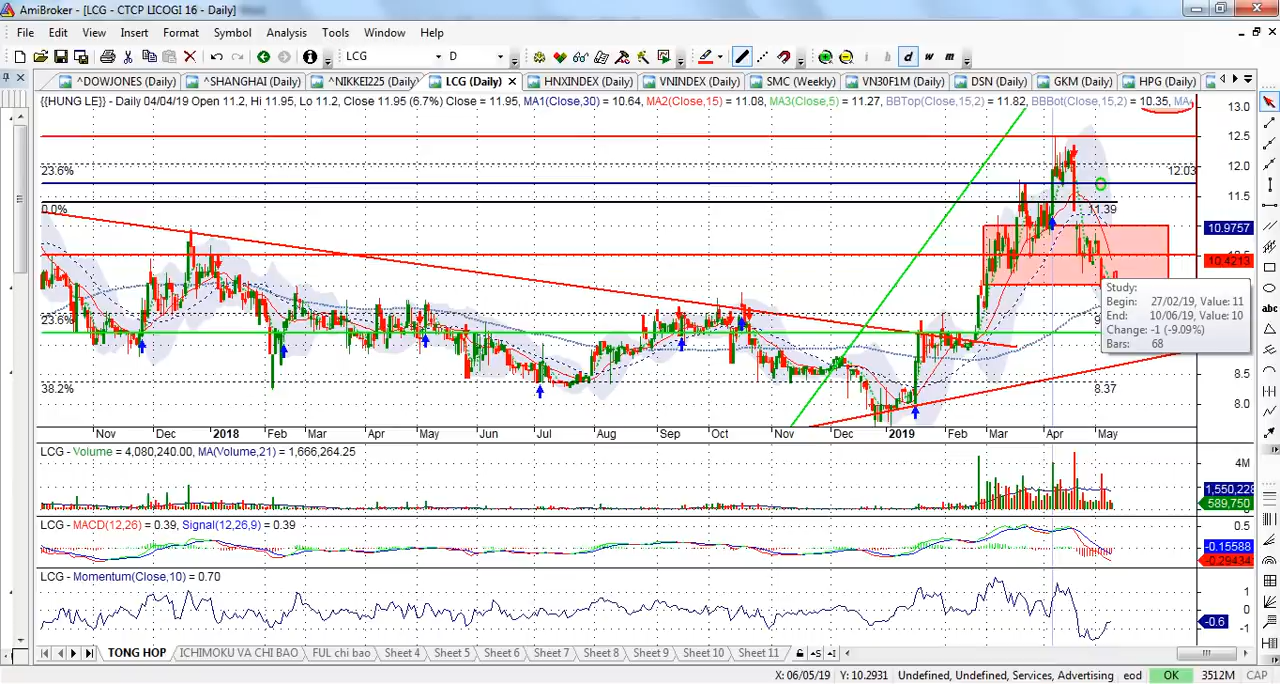 AmiBroker - [LCG - CTCP LICOGI 16 - Daily]
File Edit View Insert Format Symbol Analysis Tools Window Help
LCG D d w m
^DOWJONES (Daily) ^SHANGHAI (Daily) ^NIKKEI225 (Daily) LCG (Daily) HNXINDEX (Daily) VNINDEX (Daily) SMC (Weekly) VN30F1M (Daily) DSN (Daily) GKM (Daily) HPG (Daily)
{{HUNG LE}} - Daily 04/04/19 Open 11.2, Hi 11.95, Lo 11.2, Close 11.95 (6.7%) Close = 11.95, MA1(Close,30) = 10.64, MA2(Close,15) = 11.08, MA3(Close,5) = 11.27, BBTop(Close,15,2) = 11.82, BBBot(Close,15,2) = 10.35,
13.0
12.5
12.0
23.6%
12.03
11.5
0.0%
11.39
10.9757
10.4213
Study:
Begin: 27/02/19, Value: 11
End: 10/06/19, Value: 10
Change: -1 (-9.09%)
Bars: 68
23.6%
8.5
38.2%
8.37
8.0
Nov Dec 2018 Feb Mar Apr May Jun Jul Aug Sep Oct Nov Dec 2019 Feb Mar Apr May
LCG - Volume = 4,080,240.00, MA(Volume,21) = 1,666,264.25
4M
1,550,228
589,750
LCG - MACD(12,26) = 0.39, Signal(12,26,9) = 0.39
0.5
-0.15588
-0.29434
LCG - Momentum(Close,10) = 0.70
1
0
-0.6
-1
TONG HOP ICHIMOKU VA CHI BAO FUL chi bao Sheet 4 Sheet 5 Sheet 6 Sheet 7 Sheet 8 Sheet 9 Sheet 10 Sheet 11
X: 06/05/19 Y: 10.2931 Undefined, Undefined, Services, Advertising eod OK 3512M CAP